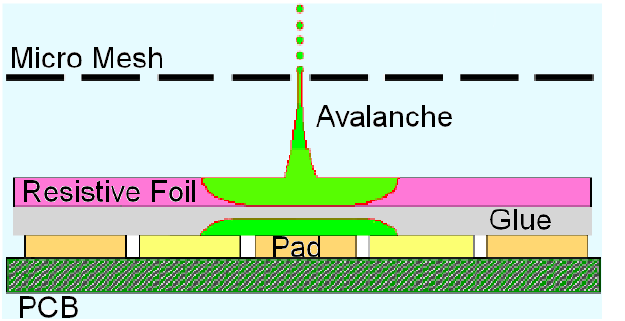 Micro Mesh
Avalanche
Resistive Foil
Glue
Pad
PCB